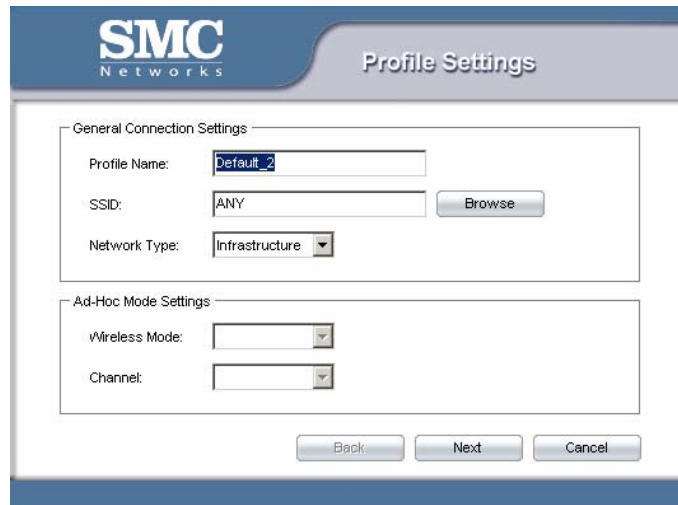 SMC
Networks
Profile Settings
General Connection Settings
Profile Name: Default_2
SSID: ANY Browse
Network Type: Infrastructure
Ad-Hoc Mode Settings
Wireless Mode:
Channel:
Back Next Cancel